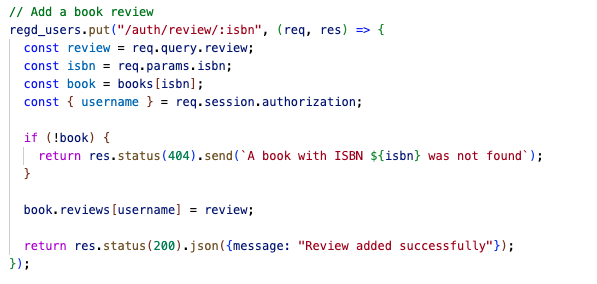 // Add a book review
regd_users.put("/auth/review/:isbn", (req, res) => {
  const review = req.query.review;
  const isbn = req.params.isbn;
  const book = books[isbn];
  const { username } = req.session.authorization;

  if (!book) {
    return res.status(404).send(`A book with ISBN ${isbn} was not found`);
  }

  book.reviews[username] = review;

  return res.status(200).json({message: "Review added successfully"});
});